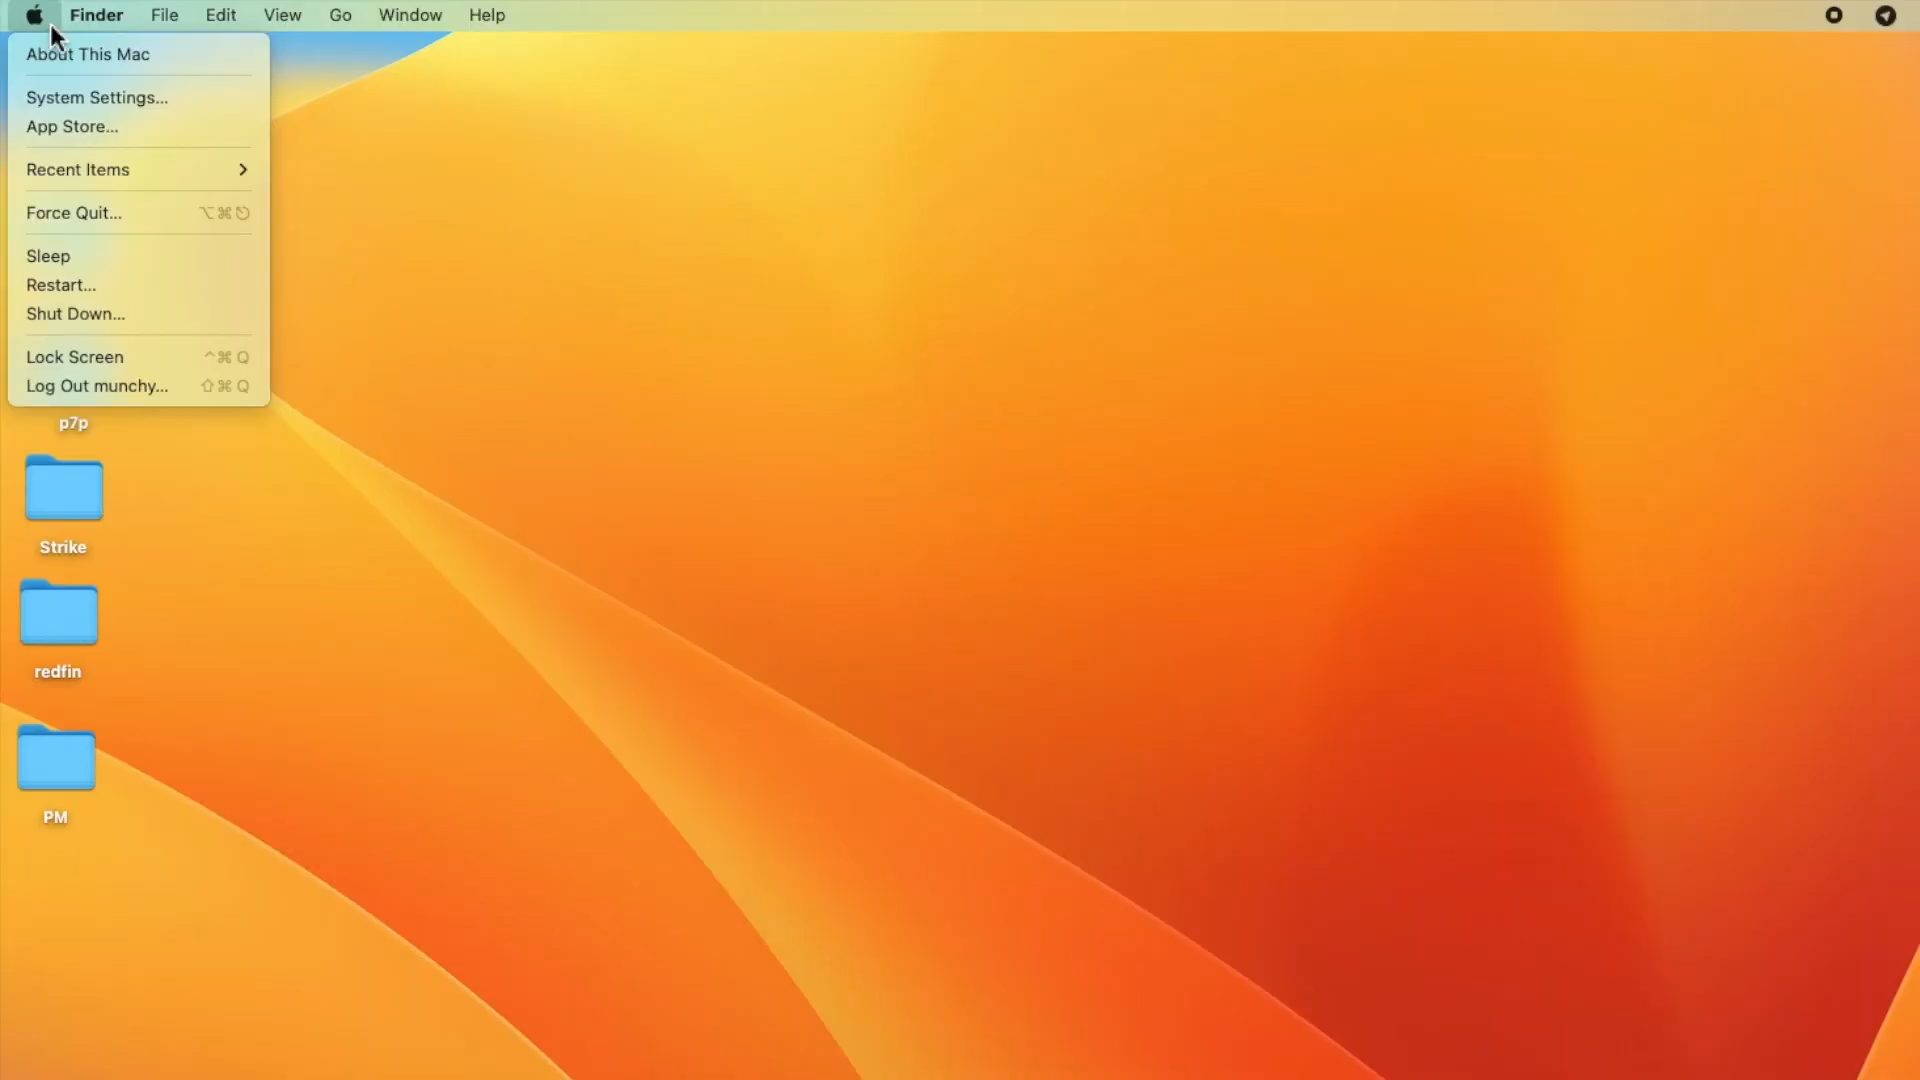 Finder File Edit View Go Window Help
About This Mac
System Settings...
App Store...
Recent Items
Force Quit... ⌥⌘⎋
Sleep
Restart...
Shut Down...
Lock Screen ^⌘Q
Log Out munchy... ⇧⌘Q
p7p
Strike
redfin
PM